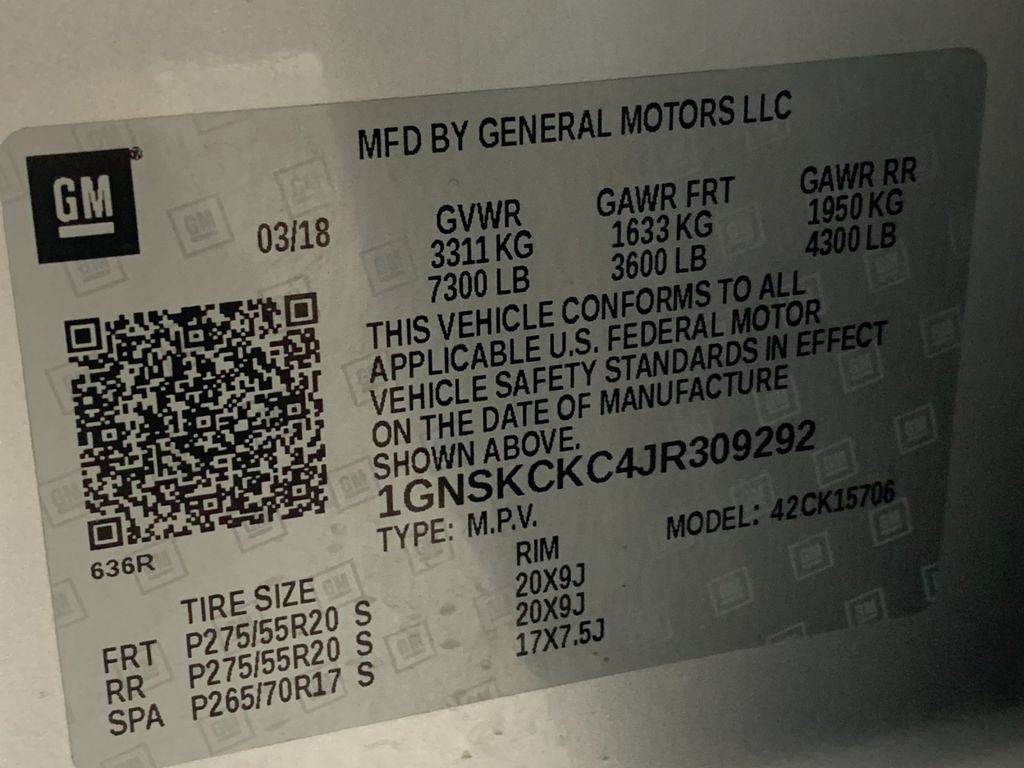 MFD BY GENERAL MOTORS LLC
GM
03/18
GVWR GAWR FRT GAWR RR
3311 KG 1633 KG 1950 KG
7300 LB 3600 LB 4300 LB
THIS VEHICLE CONFORMS TO ALL
APPLICABLE U.S. FEDERAL MOTOR
VEHICLE SAFETY STANDARDS IN EFFECT
ON THE DATE OF MANUFACTURE
SHOWN ABOVE.
1GNSKCKC4JR309292
TYPE: M.P.V. MODEL: 42CK15706
636R
TIRE SIZE RIM
FRT P275/55R20 S 20X9J
RR P275/55R20 S 20X9J
SPA P265/70R17 S 17X7.5J